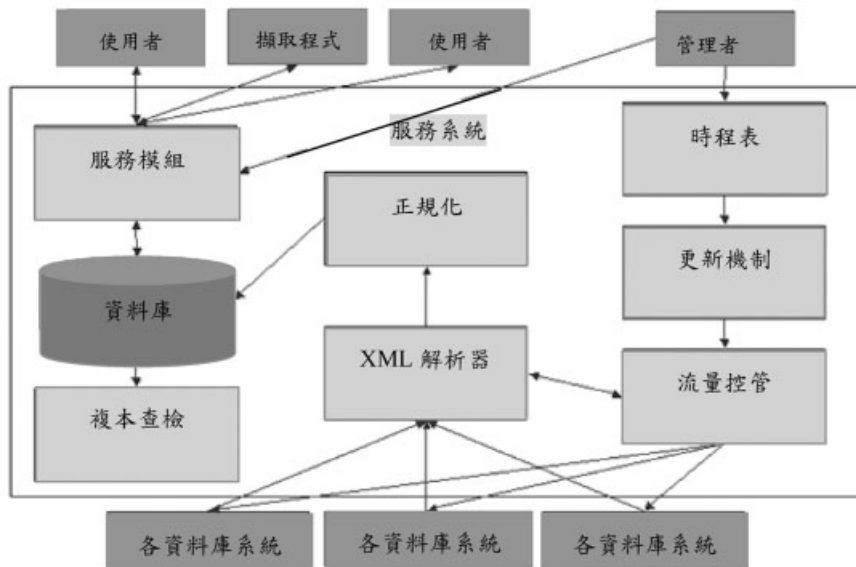 使用者
擷取程式
使用者
管理者
服務系統
服務模組
時程表
正規化
更新機制
資料庫
XML 解析器
流量控管
複本查檢
各資料庫系統
各資料庫系統
各資料庫系統